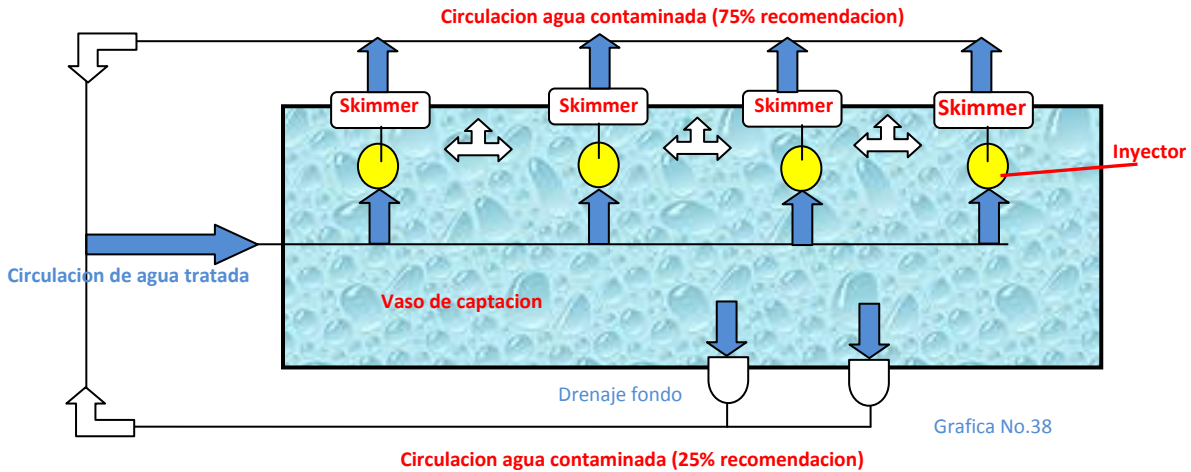 Circulacion agua contaminada (75% recomendacion)
Skimmer
Skimmer
Skimmer
Skimmer
Inyector
Circulacion de agua tratada
Vaso de captacion
Drenaje fondo
Grafica No.38
Circulacion agua contaminada (25% recomendacion)